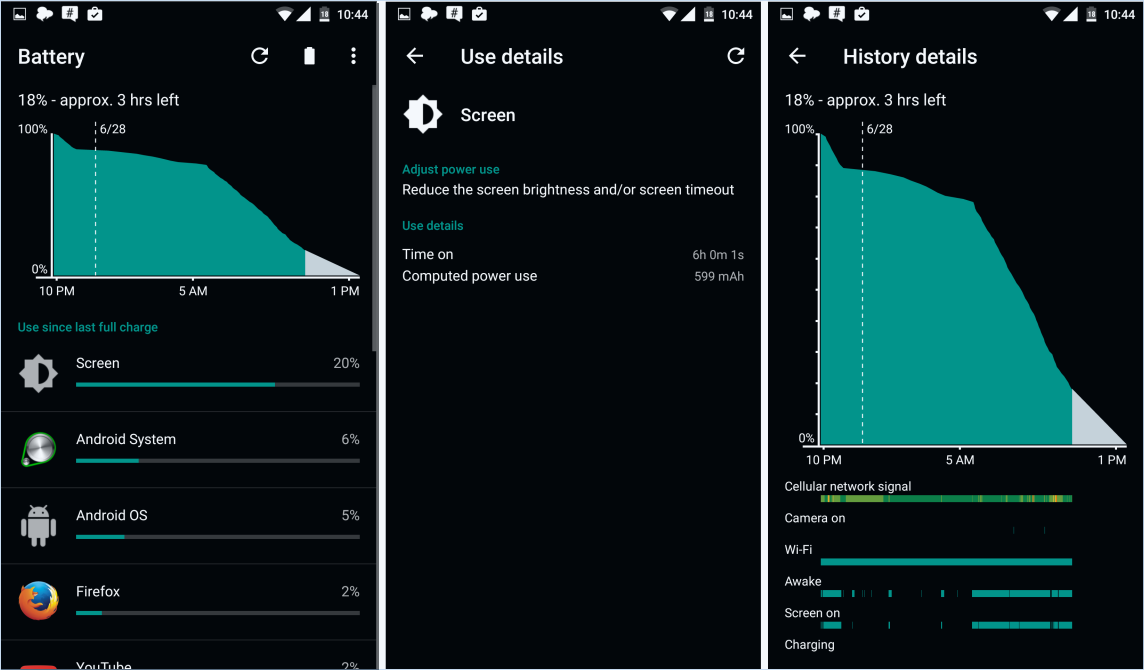 18 10:44
Battery
18% - approx. 3 hrs left
100%
6/28
0%
10 PM 5 AM 1 PM
Use since last full charge
Screen 20%
Android System 6%
Android OS 5%
Firefox 2%
YouTube 2%
18 10:44
Use details
Screen
Adjust power use
Reduce the screen brightness and/or screen timeout
Use details
Time on 6h 0m 1s
Computed power use 599 mAh
18 10:44
History details
18% - approx. 3 hrs left
100%
6/28
0%
10 PM 5 AM 1 PM
Cellular network signal
Camera on
Wi-Fi
Awake
Screen on
Charging